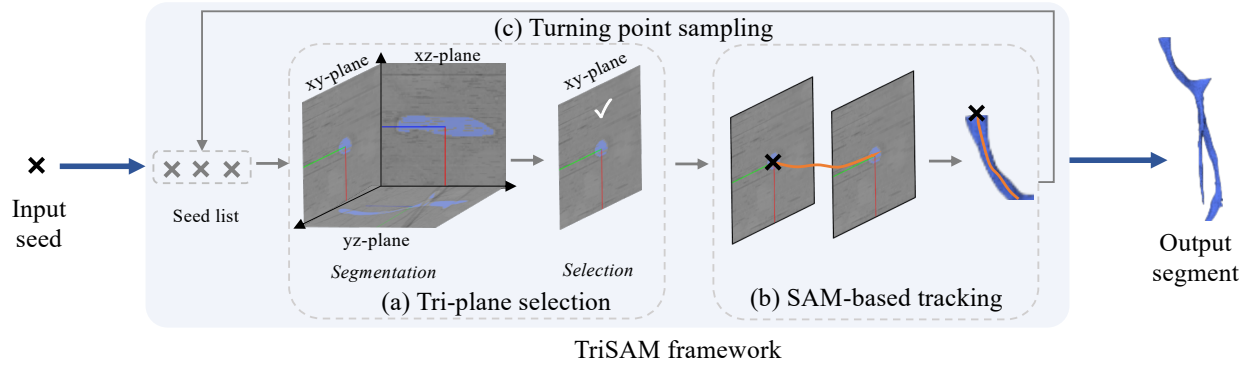 (c) Turning point sampling
xy-plane
xz-plane
xy-plane
Input
seed
Seed list
yz-plane
Segmentation
Selection
(a) Tri-plane selection
(b) SAM-based tracking
Output
segment
TriSAM framework